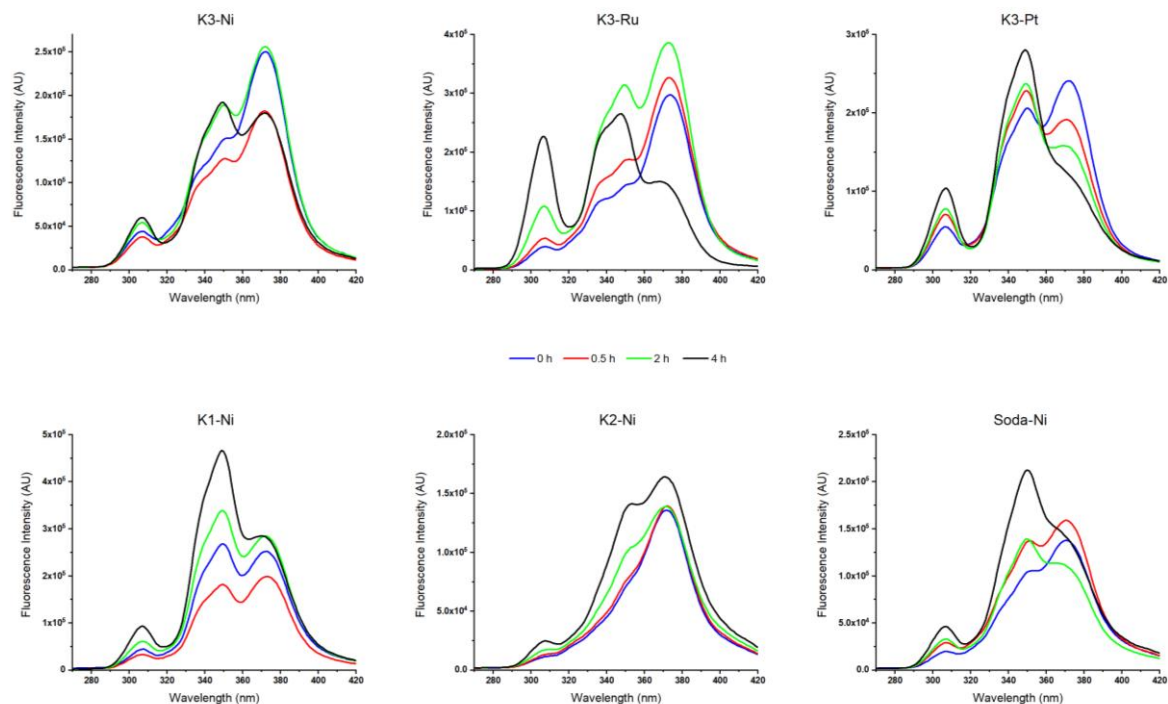 K3-Ni
2.5x10⁵
2.0x10⁵
1.5x10⁵
1.0x10⁵
5.0x10⁴
0.0
Fluorescence Intensity (AU)
280 300 320 340 360 380 400 420
Wavelength (nm)
K3-Ru
4x10⁵
3x10⁵
2x10⁵
1x10⁵
0
Fluorescence Intensity (AU)
280 300 320 340 360 380 400 420
Wavelength (nm)
K3-Pt
3x10⁵
2x10⁵
1x10⁵
0
Fluorescence Intensity (AU)
280 300 320 340 360 380 400 420
Wavelength (nm)
0 h 0.5 h 2 h 4 h
K1-Ni
5x10⁵
4x10⁵
3x10⁵
2x10⁵
1x10⁵
0
Fluorescence Intensity (AU)
280 300 320 340 360 380 400 420
Wavelength (nm)
K2-Ni
2.0x10⁵
1.5x10⁵
1.0x10⁵
5.0x10⁴
0.0
Fluorescence Intensity (AU)
280 300 320 340 360 380 400 420
Wavelength (nm)
Soda-Ni
2.5x10⁵
2.0x10⁵
1.5x10⁵
1.0x10⁵
5.0x10⁴
0.0
Fluorescence Intensity (AU)
280 300 320 340 360 380 400 420
Wavelength (nm)